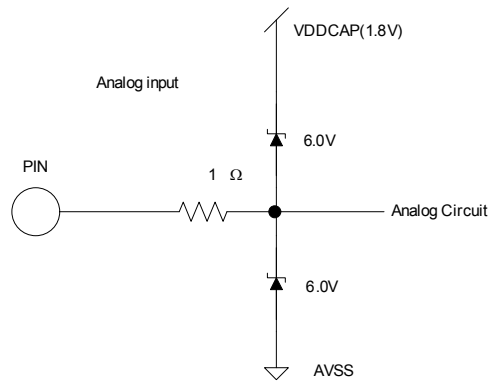 VDDCAP(1.8V)
Analog input
6.0V
PIN
1 Ω
Analog Circuit
6.0V
AVSS